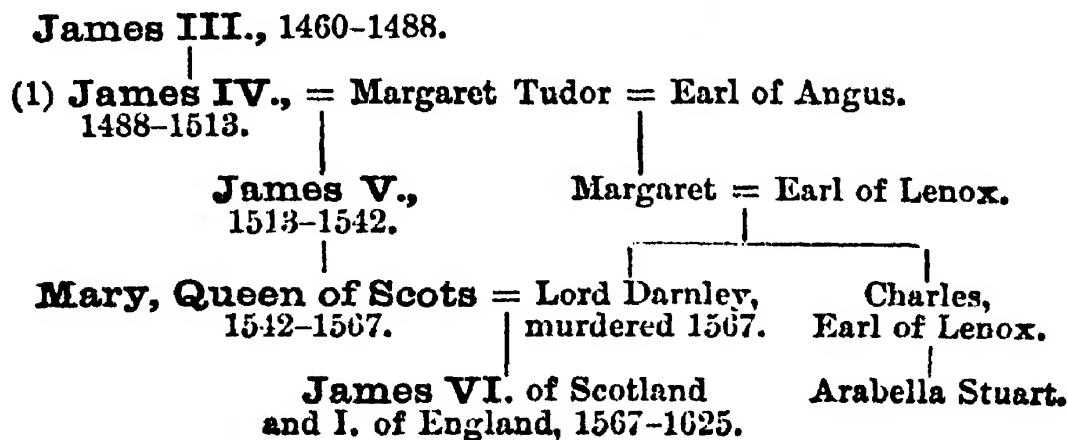 James III., 1460-1488.
(1) James IV., = Margaret Tudor = Earl of Angus.
1488-1513.
James V.,
1513-1542.
Margaret = Earl of Lenox.
Mary, Queen of Scots = Lord Darnley,
1542-1567.
murdered 1567.
Charles,
Earl of Lenox.
James VI. of Scotland
and I. of England, 1567-1625.
Arabella Stuart.